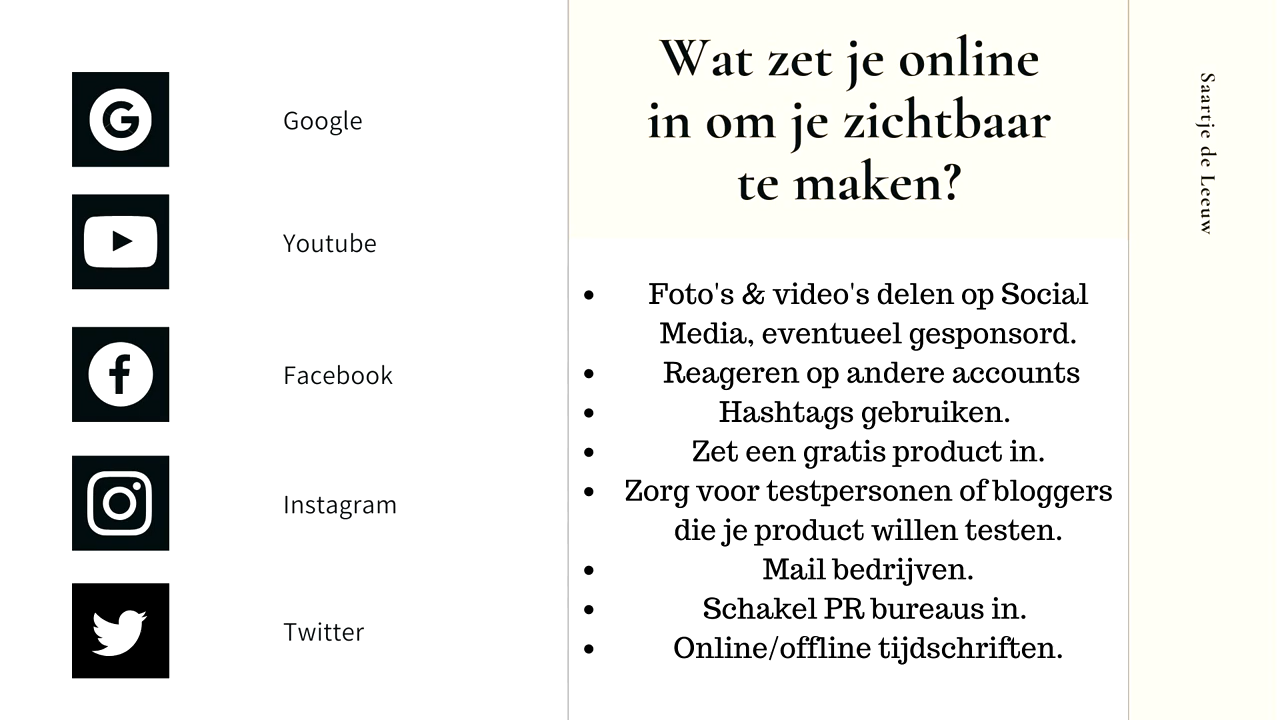 Google
Youtube
Facebook
Instagram
Twitter
Wat zet je online
in om je zichtbaar
te maken?
• Foto's & video's delen op Social
Media, eventueel gesponsord.
• Reageren op andere accounts
• Hashtags gebruiken.
• Zet een gratis product in.
• Zorg voor testpersonen of bloggers
die je product willen testen.
• Mail bedrijven.
• Schakel PR bureaus in.
• Online/offline tijdschriften.
Saartje de Leeuw